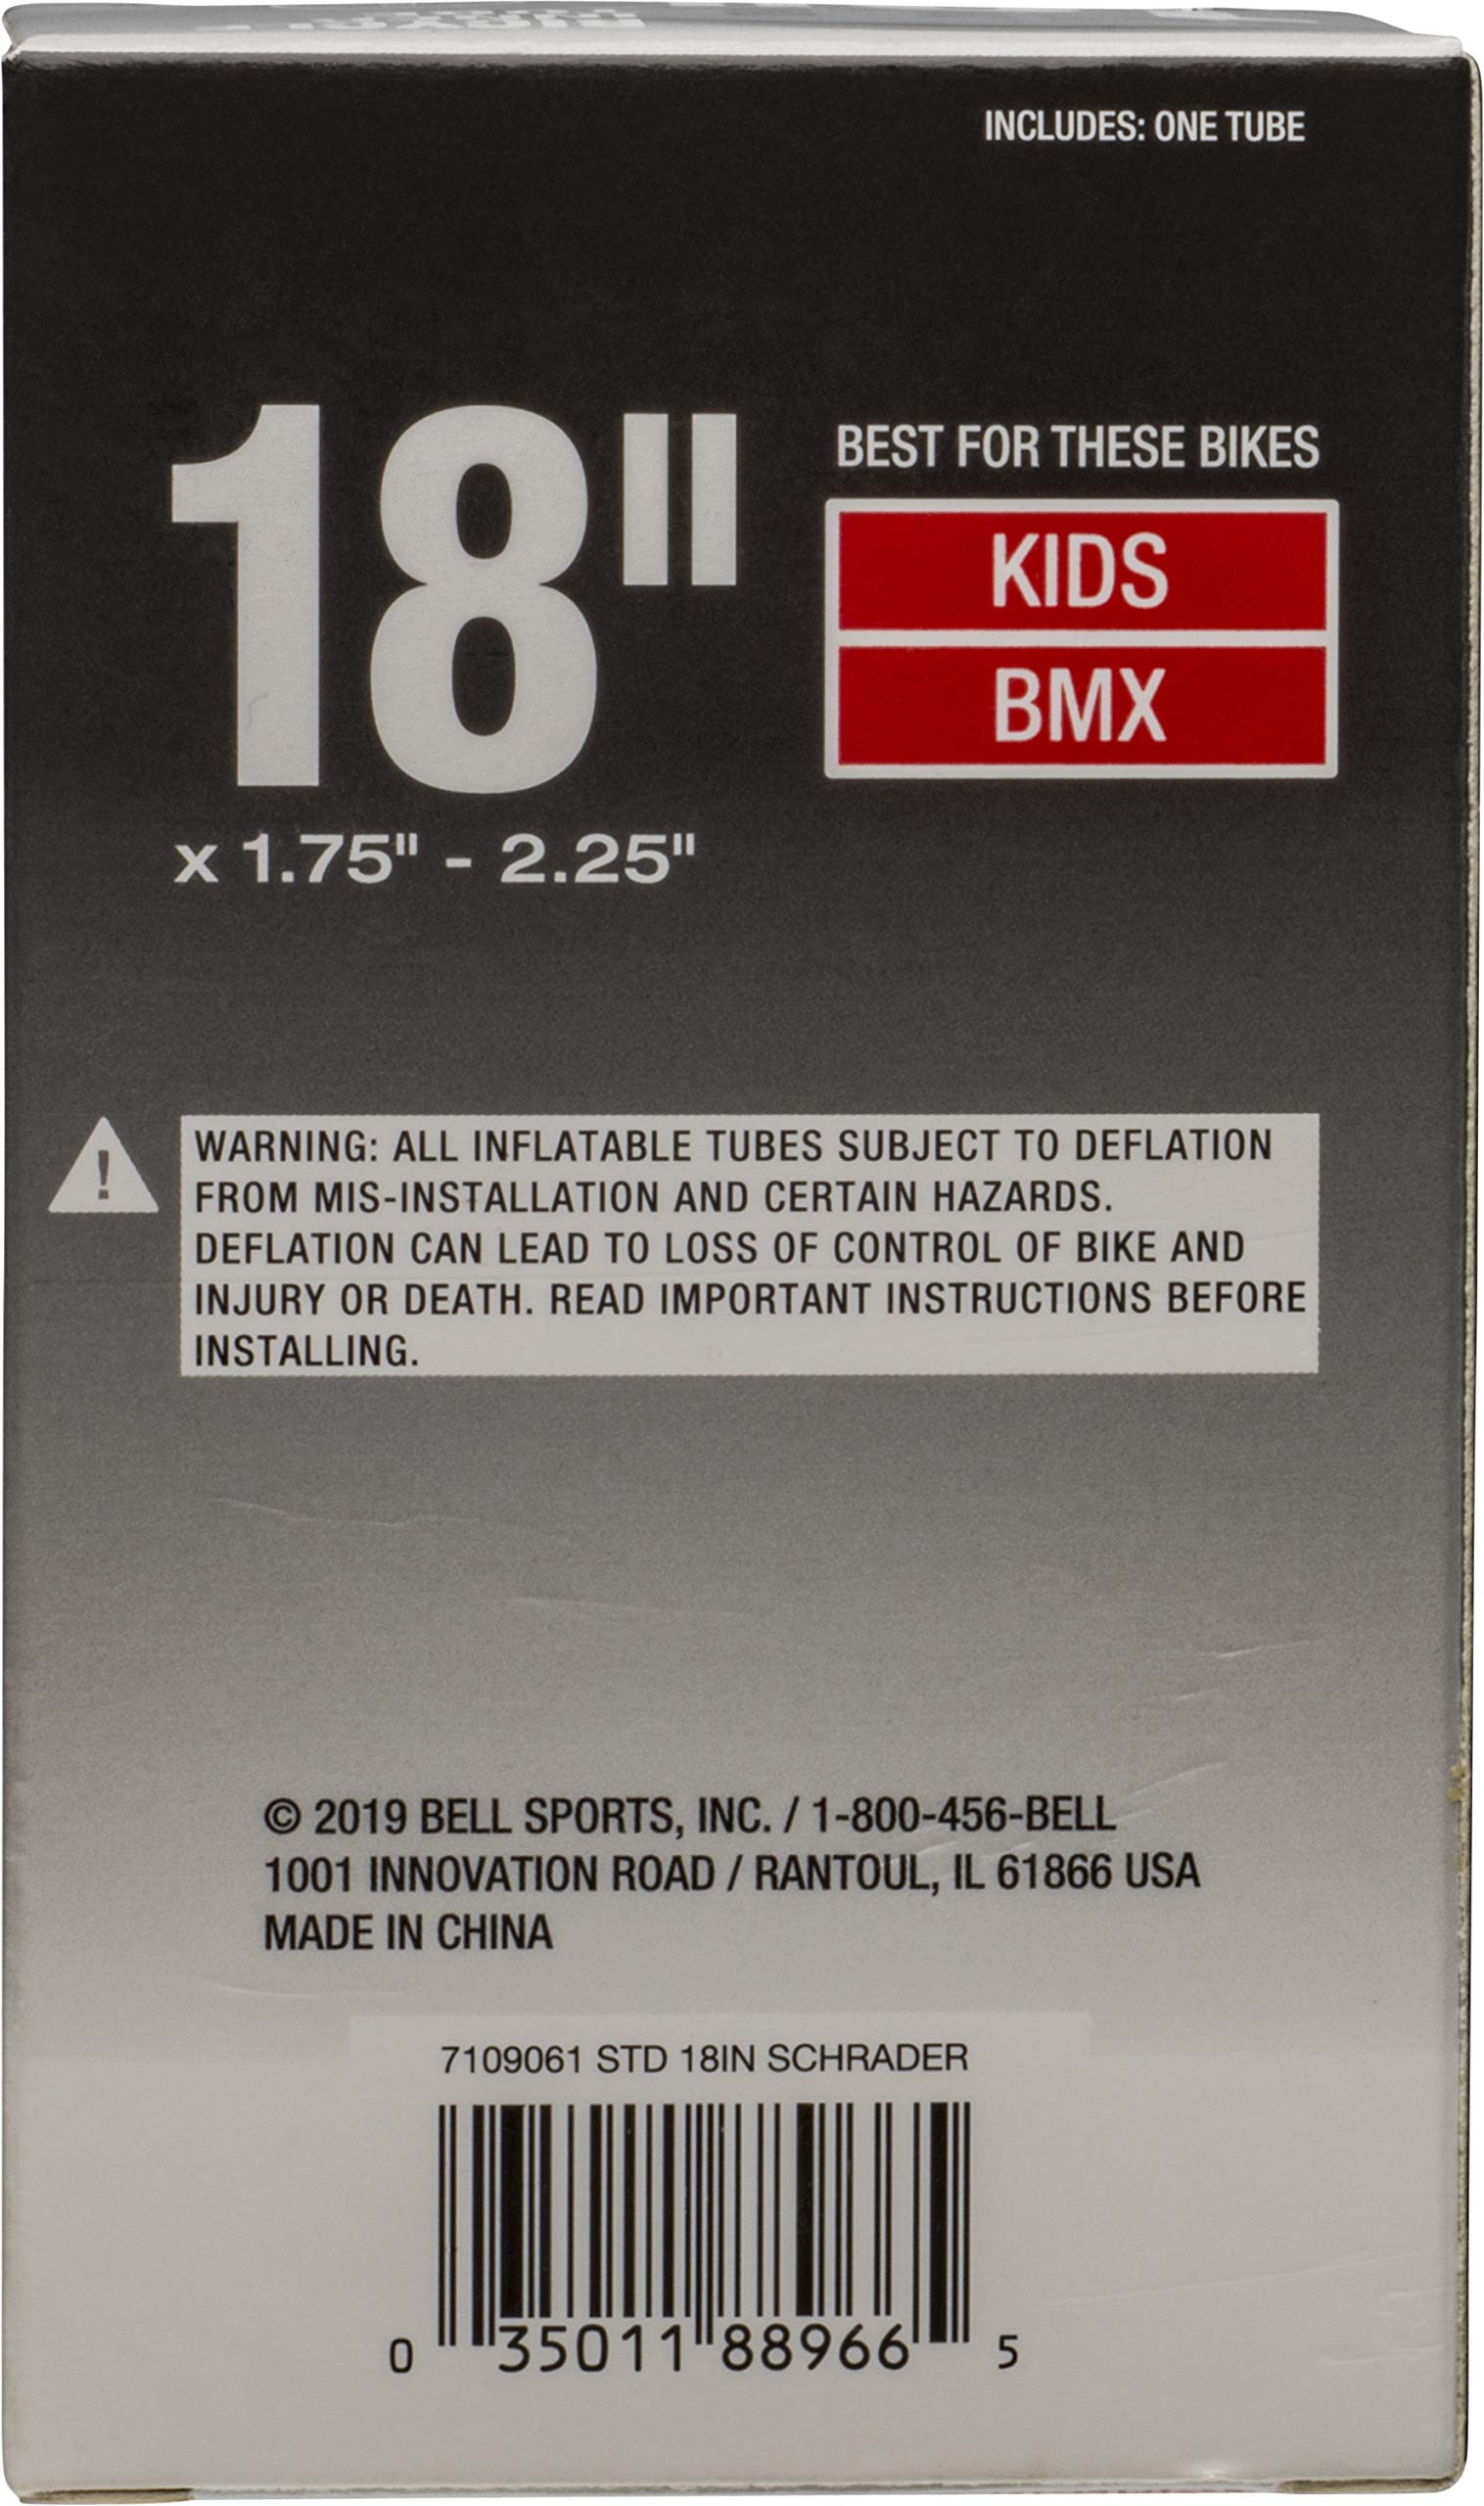 INCLUDES: ONE TUBE
18"
x 1.75" - 2.25"
BEST FOR THESE BIKES
KIDS
BMX
!
WARNING: ALL INFLATABLE TUBES SUBJECT TO DEFLATION
FROM MIS-INSTALLATION AND CERTAIN HAZARDS.
DEFLATION CAN LEAD TO LOSS OF CONTROL OF BIKE AND
INJURY OR DEATH. READ IMPORTANT INSTRUCTIONS BEFORE
INSTALLING.
© 2019 BELL SPORTS, INC. / 1-800-456-BELL
1001 INNOVATION ROAD / RANTOUL, IL 61866 USA
MADE IN CHINA
7109061 STD 18IN SCHRADER
0 35011 88966 5